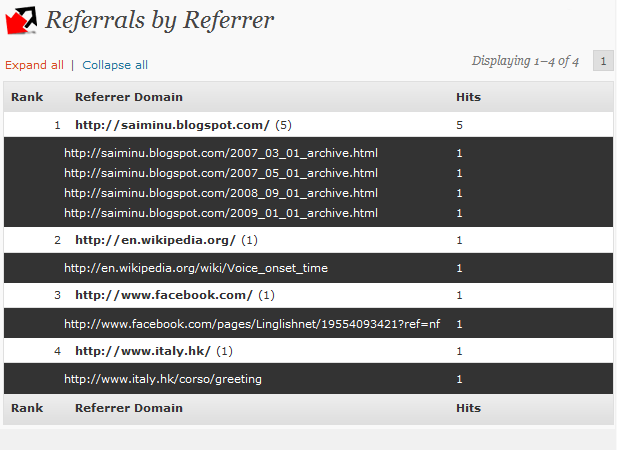 Referrals by Referrer
Expand all | Collapse all
Displaying 1–4 of 4 1
Rank Referrer Domain Hits
1 http://saiminu.blogspot.com/ (5) 5
http://saiminu.blogspot.com/2007_03_01_archive.html 1
http://saiminu.blogspot.com/2007_05_01_archive.html 1
http://saiminu.blogspot.com/2008_09_01_archive.html 1
http://saiminu.blogspot.com/2009_01_01_archive.html 1
2 http://en.wikipedia.org/ (1) 1
http://en.wikipedia.org/wiki/Voice_onset_time 1
3 http://www.facebook.com/ (1) 1
http://www.facebook.com/pages/Linglishnet/19554093421?ref=nf 1
4 http://www.italy.hk/ (1) 1
http://www.italy.hk/corso/greeting 1
Rank Referrer Domain Hits